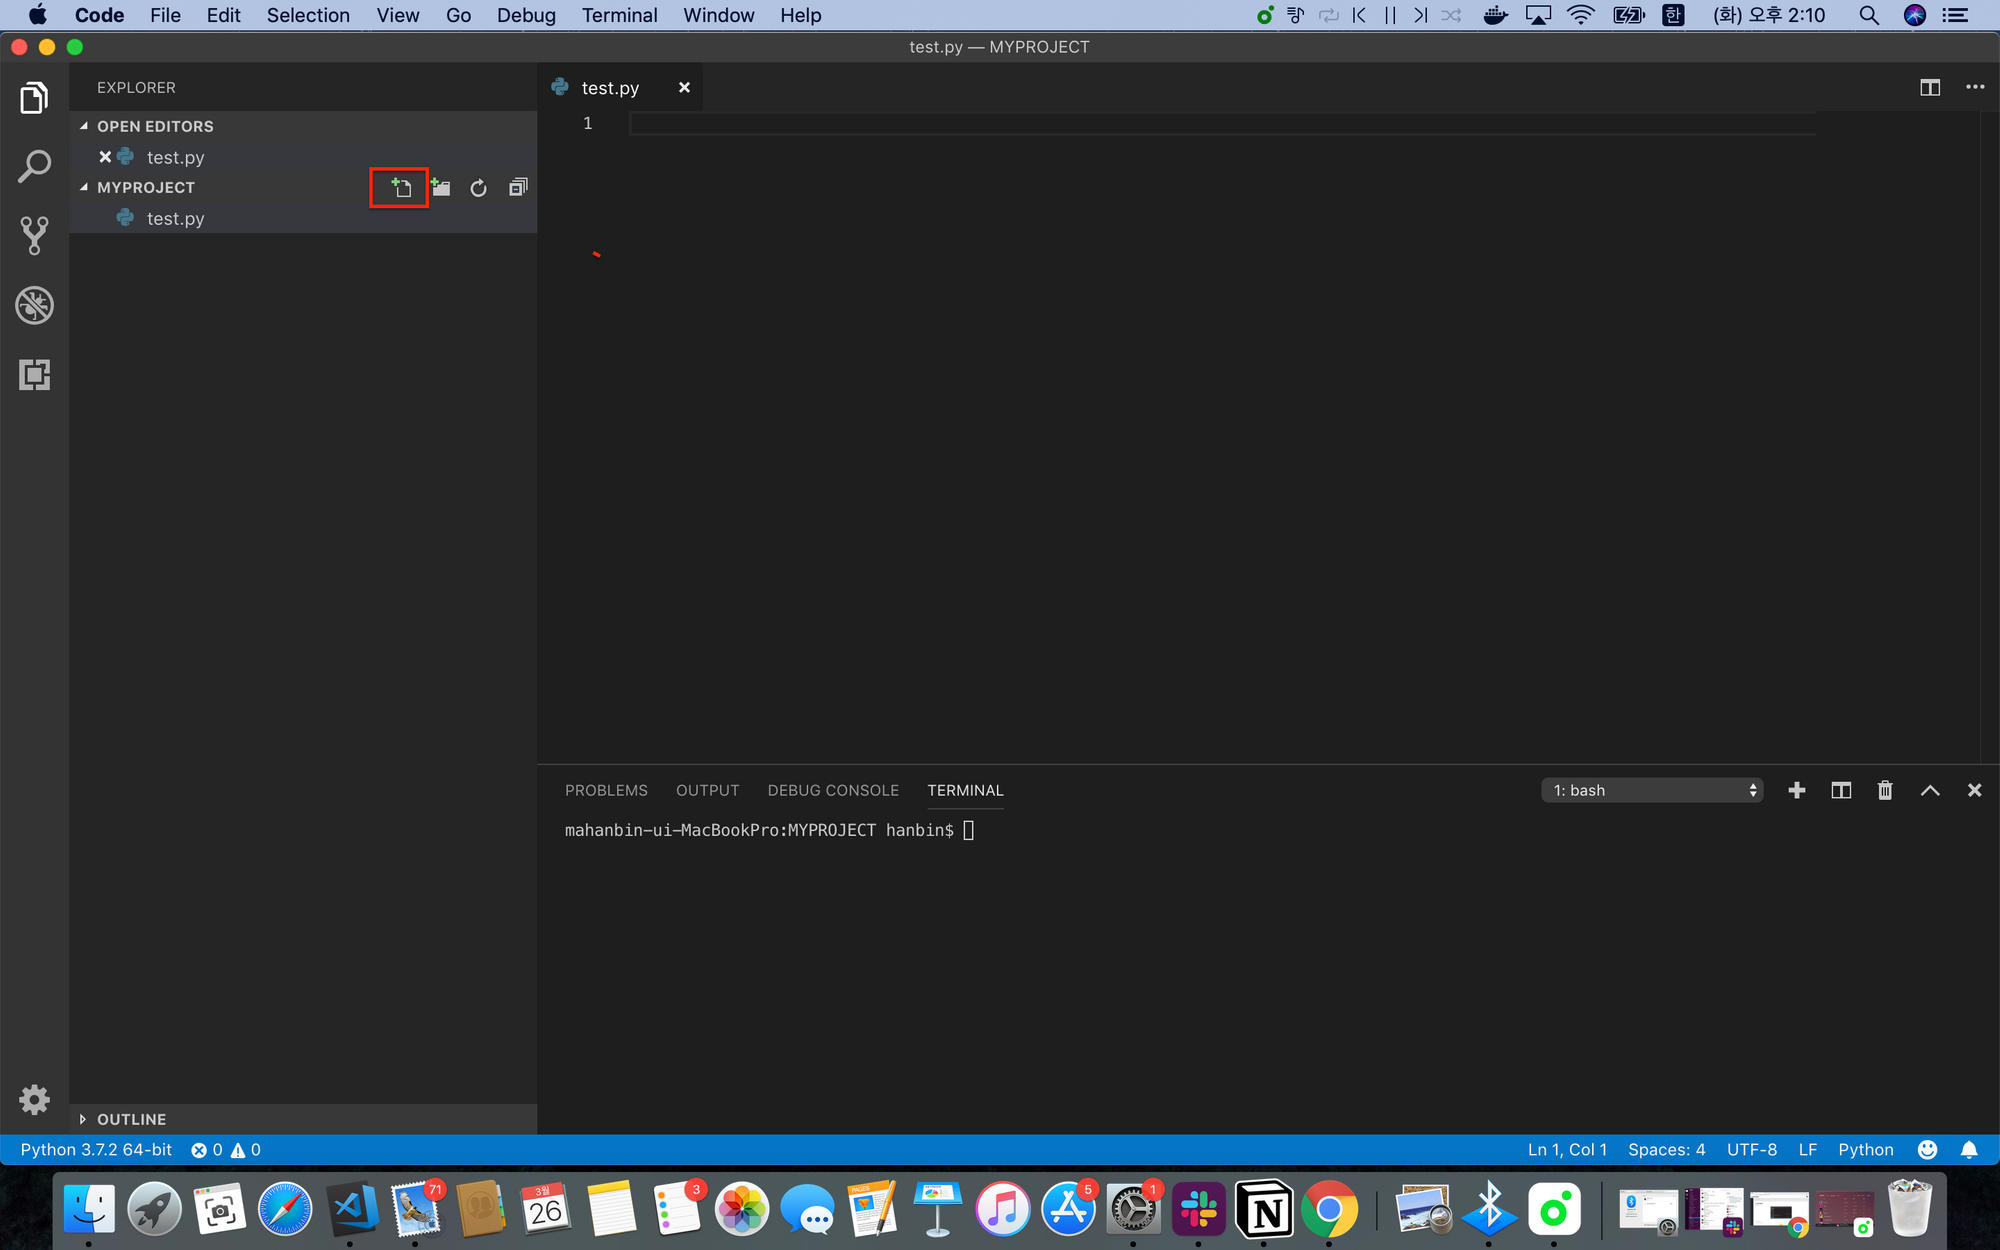 Code File Edit Selection View Go Debug Terminal Window Help 한 (화) 오후 2:10
test.py — MYPROJECT
EXPLORER
test.py
OPEN EDITORS
test.py
MYPROJECT
test.py
1
PROBLEMS OUTPUT DEBUG CONSOLE TERMINAL 1: bash
mahanbin-ui-MacBookPro:MYPROJECT hanbin$
OUTLINE
Python 3.7.2 64-bit 0 0 Ln 1, Col 1 Spaces: 4 UTF-8 LF Python
71
3월
26
3
PAGES
5
1
N